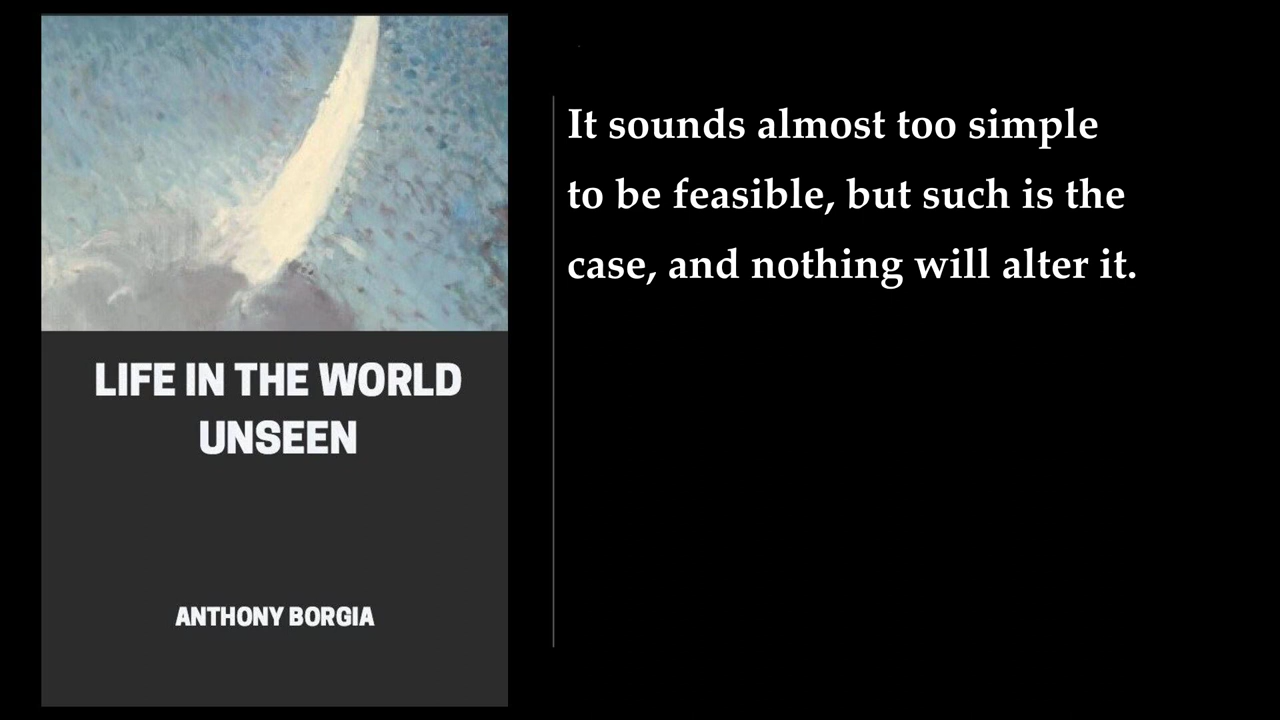 LIFE IN THE WORLD
UNSEEN
ANTHONY BORGIA
It sounds almost too simple
to be feasible, but such is the
case, and nothing will alter it.